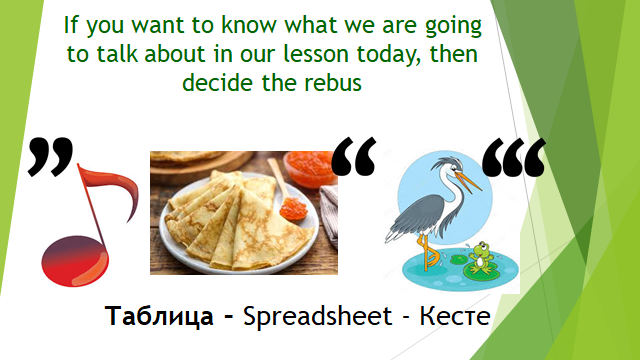 If you want to know what we are going
to talk about in our lesson today, then
decide the rebus
,, “ “‘
Таблица – Spreadsheet - Кесте